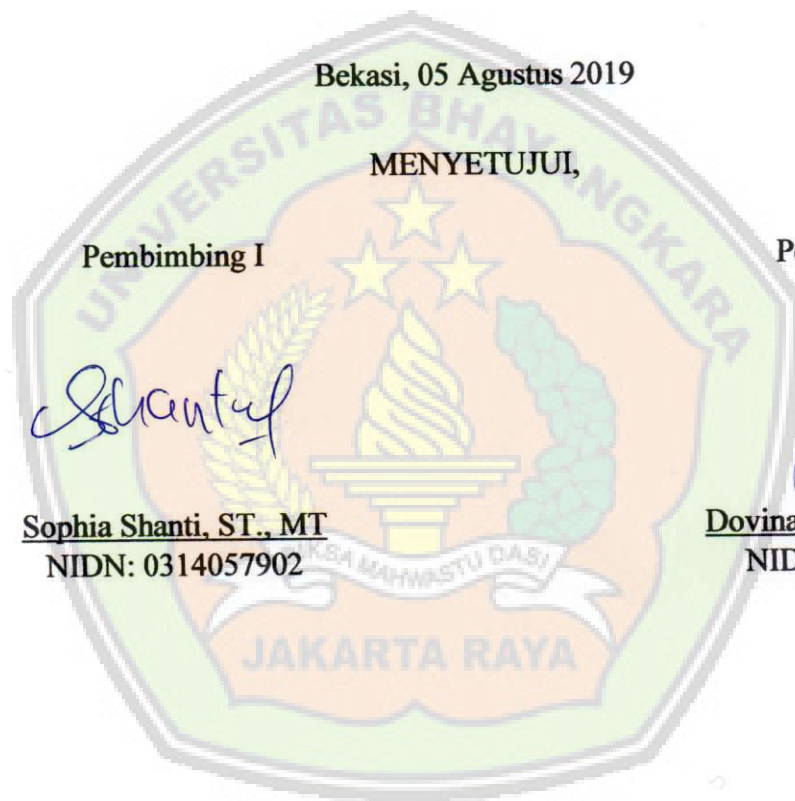 Bekasi, 05 Agustus 2019
MENYETUJUI,
Pembimbing I
Sophia Shanti, ST., MT
NIDN: 0314057902
Dovina
UNIVERSITAS BHAYANGKARA
JAKARTA RAYA